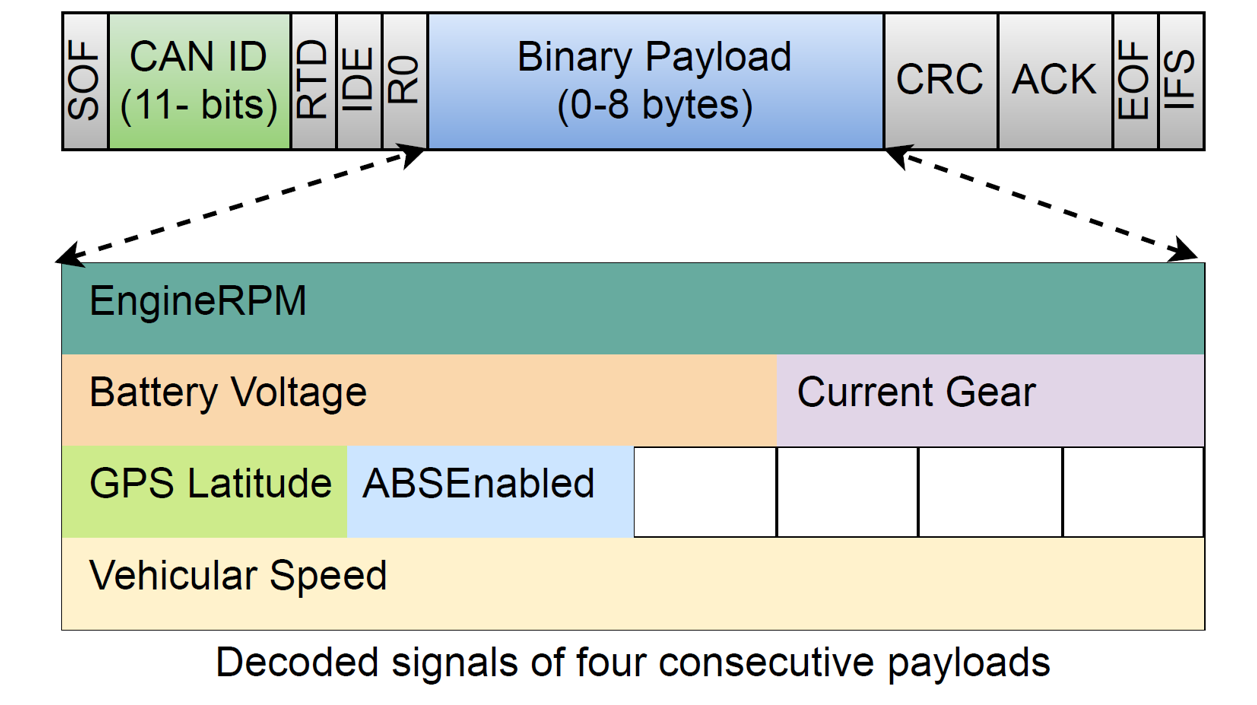 SOF
CAN ID
(11- bits)
RTD
IDE
R0
Binary Payload
(0-8 bytes)
CRC
ACK
EOF
IFS
EngineRPM
Battery Voltage
Current Gear
GPS Latitude
ABSEnabled
Vehicular Speed
Decoded signals of four consecutive payloads